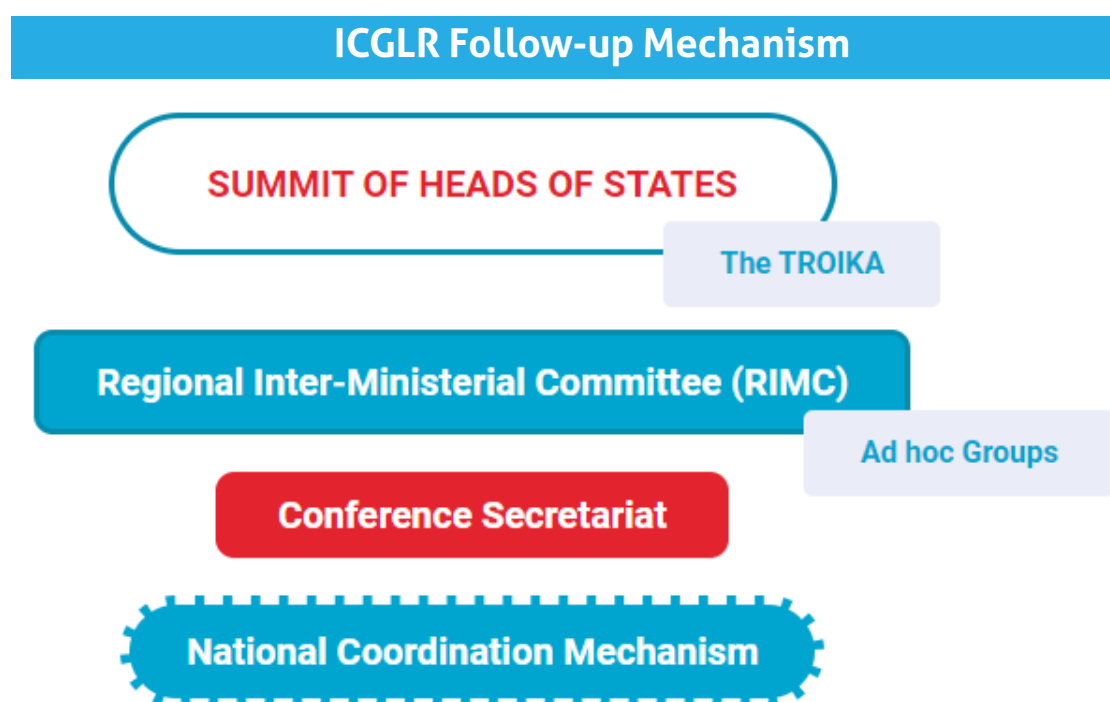 ICGLR Follow-up Mechanism
SUMMIT OF HEADS OF STATES
The TROIKA
Regional Inter-Ministerial Committee (RIMC)
Ad hoc Groups
Conference Secretariat
National Coordination Mechanism